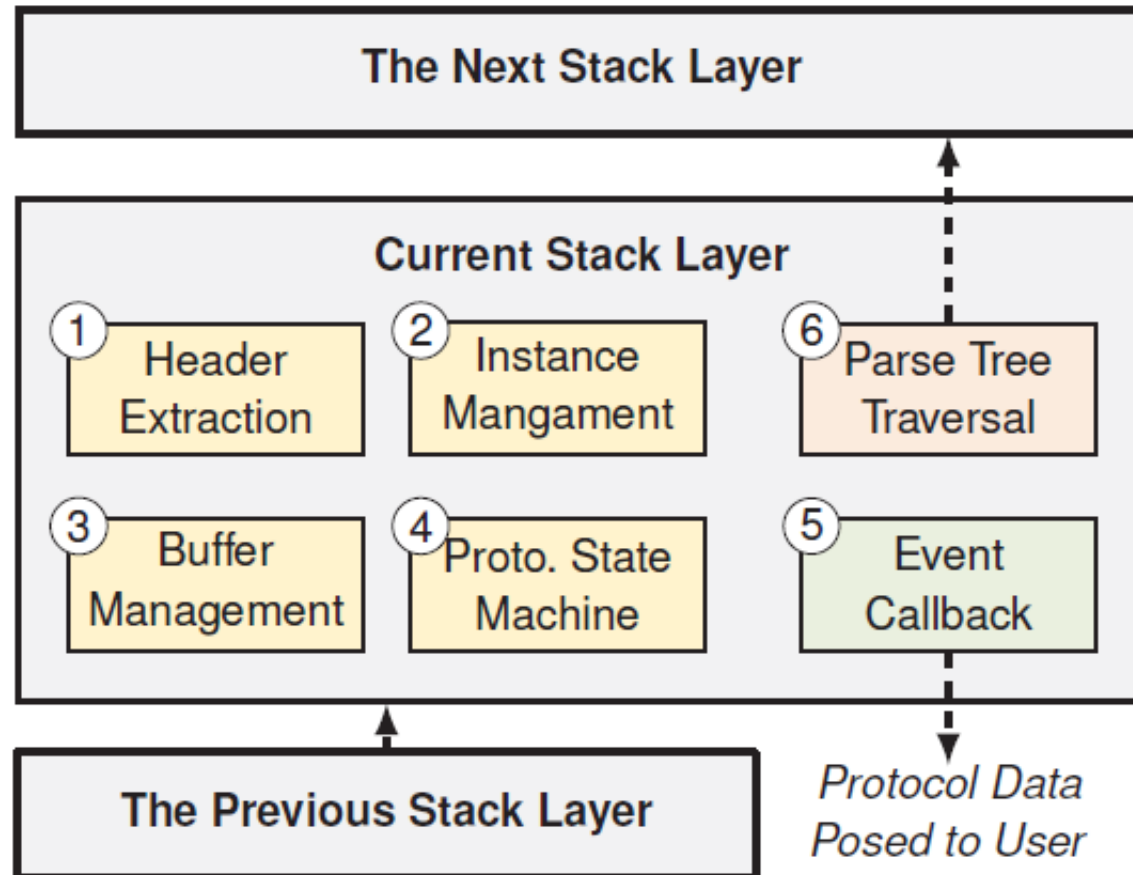 The Next Stack Layer
Current Stack Layer
1
Header
Extraction
2
Instance
Mangament
6
Parse Tree
Traversal
3
Buffer
Management
4
Proto. State
Machine
5
Event
Callback
The Previous Stack Layer
Protocol Data
Posed to User